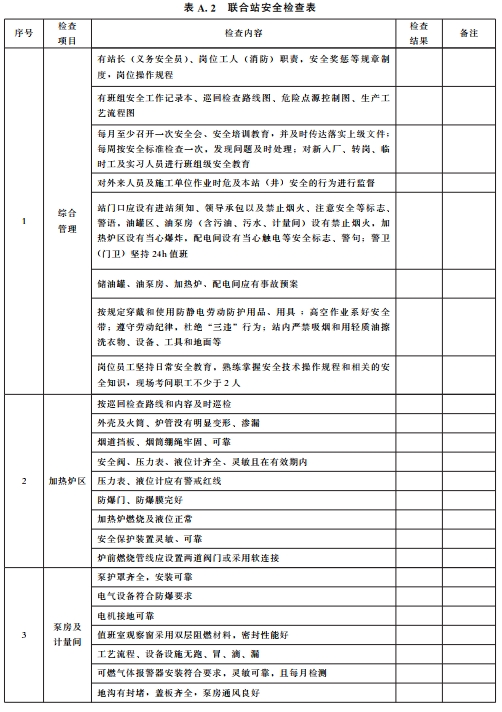 表 A.2 联合站安全检查表
序号
检查
项目
检查内容
检查
结果
备注
1
综合
管理
有站长（义务安全员）、岗位工人（消防）职责，安全奖惩等规章制
度，岗位操作规程
有班组安全工作记录本、巡回检查路线图、危险点源控制图、生产工
艺流程图
每月至少召开一次安全会、安全培训教育，并及时传达落实上级文件；
每周按安全标准检查一次，发现问题及时处理；对新入厂、转岗、临
时工及实习人员进行班组级安全教育
对外来人员及施工单位作业时危及本站（井）安全的行为进行监督
站门口应设有进站须知、领导承包以及禁止烟火、注意安全等标志、
警语，油罐区、油泵房（含污油、污水、计量间）设有禁止烟火，加
热炉区设有当心爆炸，配电间设有当心触电等安全标志、警句；警卫
（门卫）坚持 24h 值班
储油罐、油泵房、加热炉、配电间应有事故预案
按规定穿戴和使用防静电劳动防护用品、用具；高空作业系好安全
带；遵守劳动纪律，杜绝“三违”行为；站内严禁吸烟和用轻质油擦
洗衣物、设备、工具和地面等
岗位员工坚持日常安全教育，熟练掌握安全技术操作规程和相关的安
全知识，现场考问职工不少于 2 人
2
加热炉区
按巡回检查路线和内容及时巡检
外壳及火筒、炉管没有明显变形、渗漏
烟道挡板、烟筒绷绳牢固、可靠
安全阀、压力表、液位计齐全、灵敏且在有效期内
压力表、液位计应有警戒红线
防爆门、防爆膜完好
加热炉燃烧及液位正常
安全保护装置灵敏、可靠
炉前燃烧管线应设置两道阀门或采用软连接
3
泵房及
计量间
泵护罩齐全，安装可靠
电气设备符合防爆要求
电机接地可靠
值班室观察窗采用双层阻燃材料，密封性能好
工艺流程、设备设施无跑、冒、滴、漏
可燃气体报警器安装符合要求，灵敏可靠，且每月检测
地沟有封堵，盖板齐全，泵房通风良好